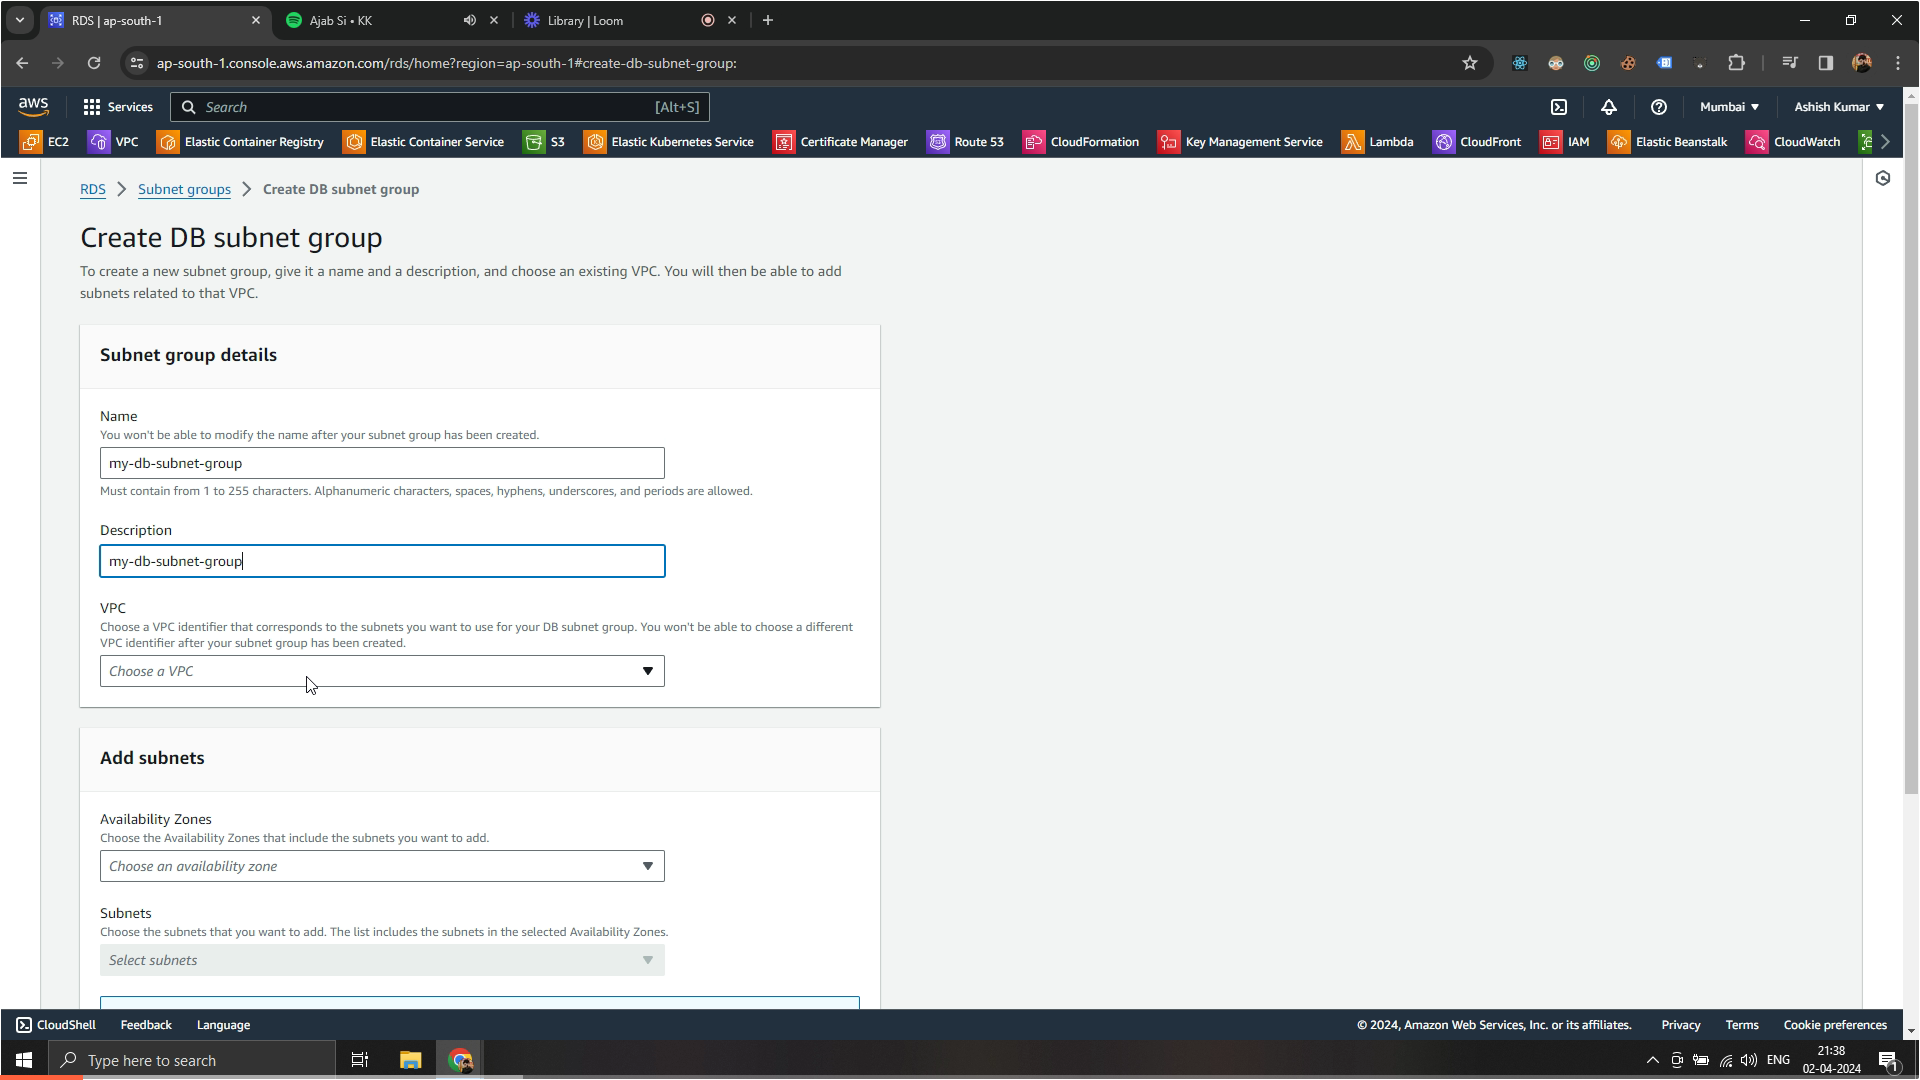 RDS | ap-south-1
Ajab Si • KK
Library | Loom
ap-south-1.console.aws.amazon.com/rds/home?region=ap-south-1#create-db-subnet-group:
aws
Services
Search
[Alt+S]
Mumbai
Ashish Kumar
EC2
VPC
Elastic Container Registry
Elastic Container Service
S3
Elastic Kubernetes Service
Certificate Manager
Route 53
CloudFormation
Key Management Service
Lambda
CloudFront
IAM
Elastic Beanstalk
CloudWatch
RDS
Subnet groups
Create DB subnet group
Create DB subnet group
To create a new subnet group, give it a name and a description, and choose an existing VPC. You will then be able to add
subnets related to that VPC.
Subnet group details
Name
You won't be able to modify the name after your subnet group has been created.
my-db-subnet-group
Must contain from 1 to 255 characters. Alphanumeric characters, spaces, hyphens, underscores, and periods are allowed.
Description
my-db-subnet-group
VPC
Choose a VPC identifier that corresponds to the subnets you want to use for your DB subnet group. You won't be able to choose a different
VPC identifier after your subnet group has been created.
Choose a VPC
Add subnets
Availability Zones
Choose the Availability Zones that include the subnets you want to add.
Choose an availability zone
Subnets
Choose the subnets that you want to add. The list includes the subnets in the selected Availability Zones.
Select subnets
CloudShell
Feedback
Language
© 2024, Amazon Web Services, Inc. or its affiliates.
Privacy
Terms
Cookie preferences
Type here to search
ENG
21:38
02-04-2024
1